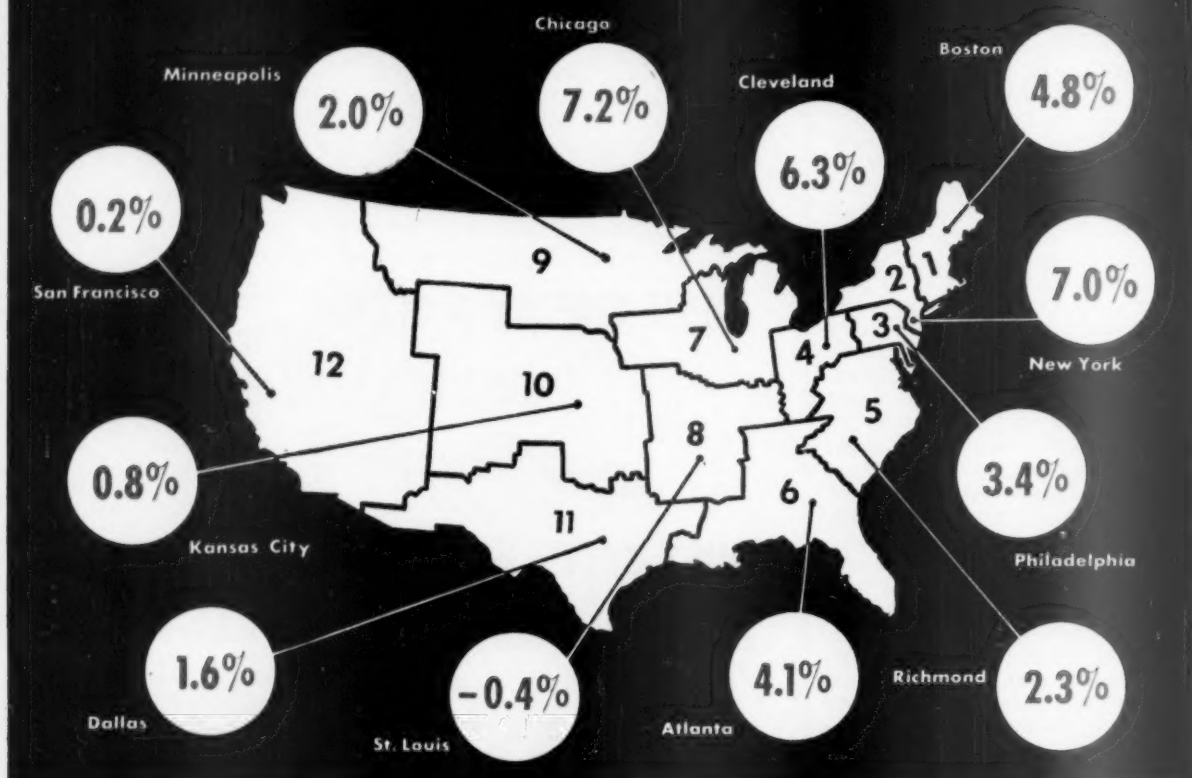 Chicago
7.2%
Minneapolis
2.0%
Cleveland
6.3%
Boston
4.8%
0.2%
San Francisco
7.0%
New York
9
2
1
7
3
4
12
10
5
8
6
11
0.8%
Kansas City
3.4%
Philadelphia
1.6%
Dallas
-0.4%
St. Louis
4.1%
Atlanta
Richmond
2.3%